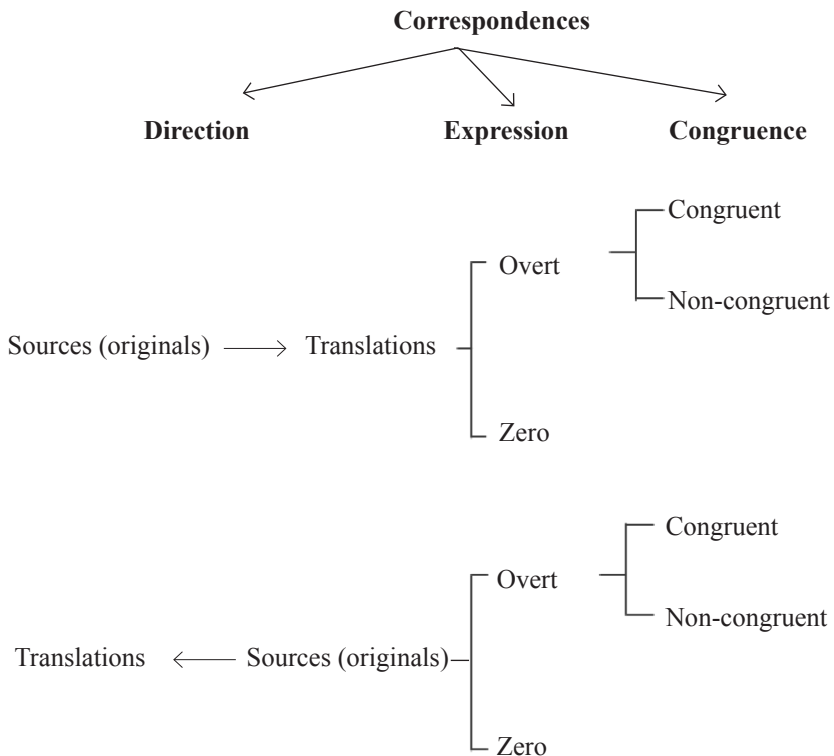 Correspondences
Direction Expression Congruence
Congruent
Overt
Non-congruent
Sources (originals) Translations
Zero
Congruent
Overt
Non-congruent
Translations Sources (originals)
Zero